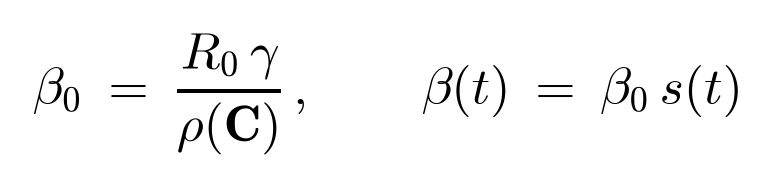 β₀ = R₀ γ / ρ(𝐂) , β(t) = β₀ s(t)